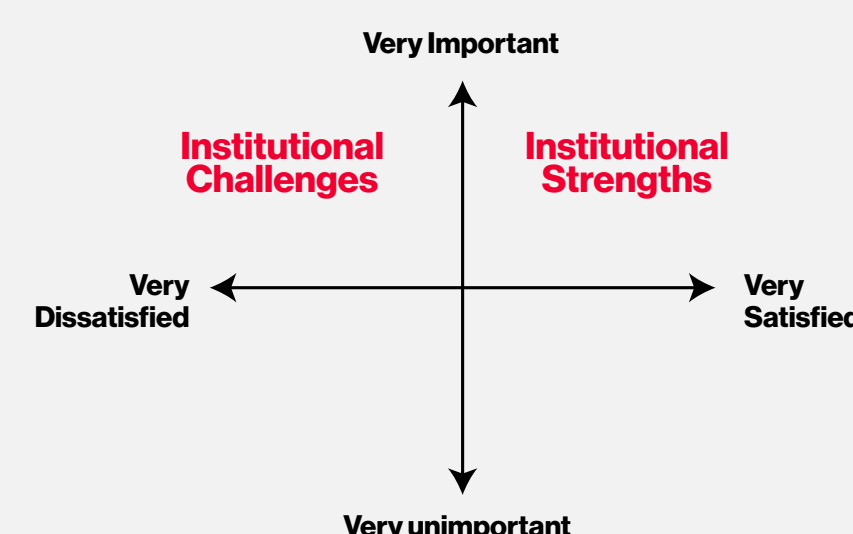 Very Important
Institutional
Challenges
Institutional
Strengths
Very
Dissatisfied
Very
Satisfied
Very unimportant